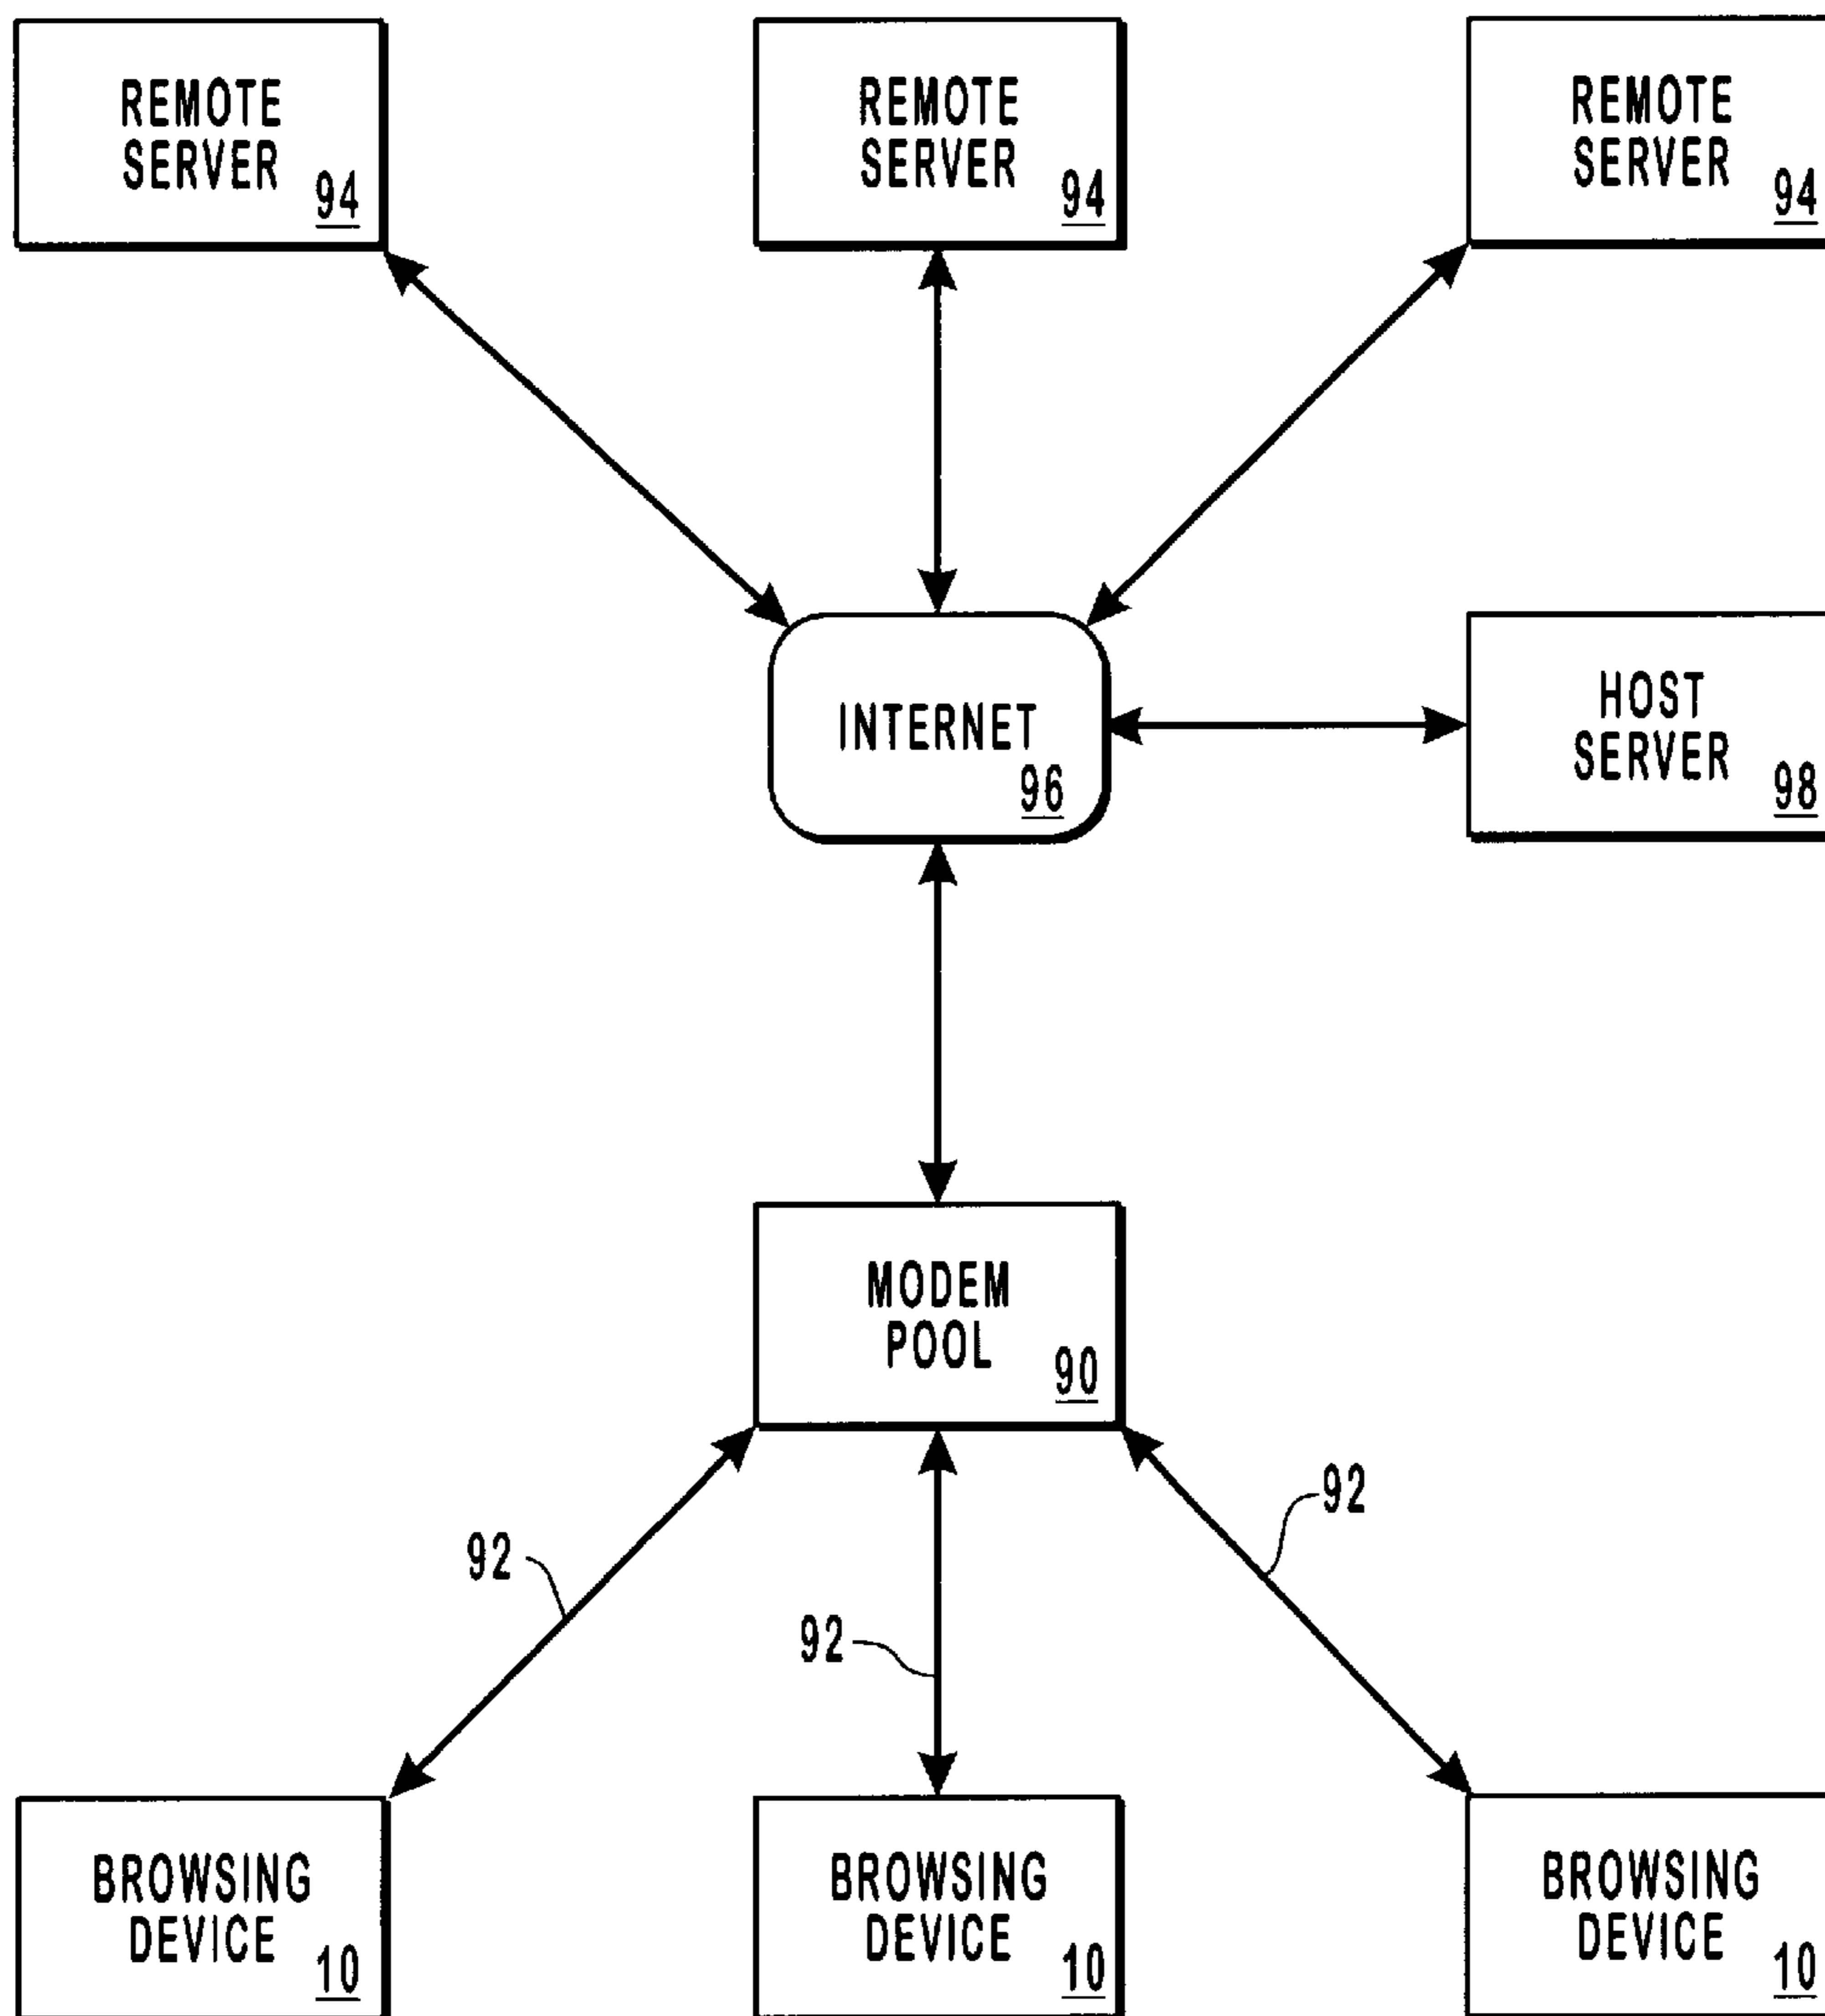 REMOTE
SERVER
94
REMOTE
SERVER
94
REMOTE
SERVER
94
INTERNET
96
HOST
SERVER
98
MODEM
POOL
90
92
92
92
BROWSING
DEVICE
10
BROWSING
DEVICE
10
BROWSING
DEVICE
10